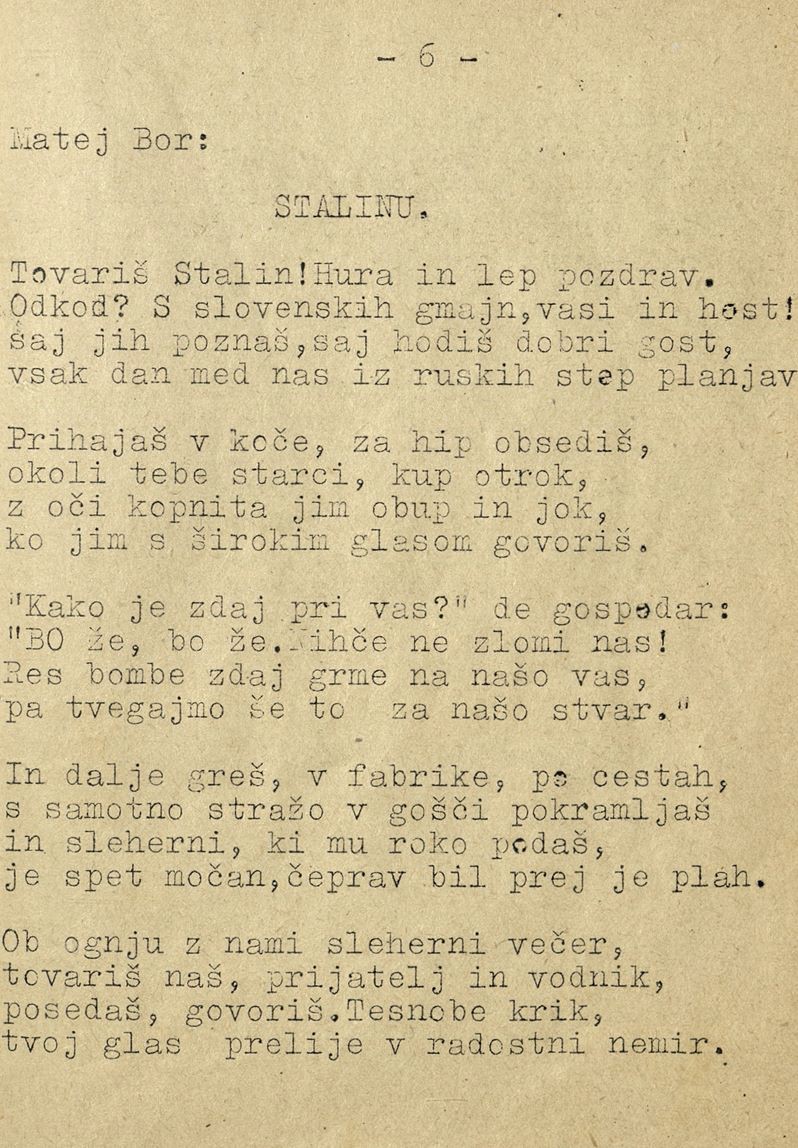 - 6 -
Matej Bor:
STALINU.
Tovariš Stalin!Hura in lep pozdrav.
Odkod? S slovenskih gmajn,vasi in host!
saj jih poznaš,saj hodiš dobri gost,
vsak dan med nas iz ruskih step planjav
Prihajaš v koče, za hip obsediš,
okoli tebe starci, kup otrok,
z oči kopnita jim obup in jok,
ko jim s širokim glasom govoriš.
"Kako je zdaj pri vas?" de gospodar:
"BO že, bo že.Nihče ne zlomi nas!
Res bombe zdaj grme na našo vas,
pa tvegajmo še to za našo stvar."
In dalje greš, v fabrike, po cestah,
s samotno stražo v gošči pokramljaš
in sleherni, ki mu roko podaš,
je spet močan,čeprav bil prej je plah.
Ob ognju z nami sleherni večer,
tovariš naš, prijatelj in vodnik,
posedaš, govoriš.Tesnobe krik,
tvoj glas prelije v radostni nemir.